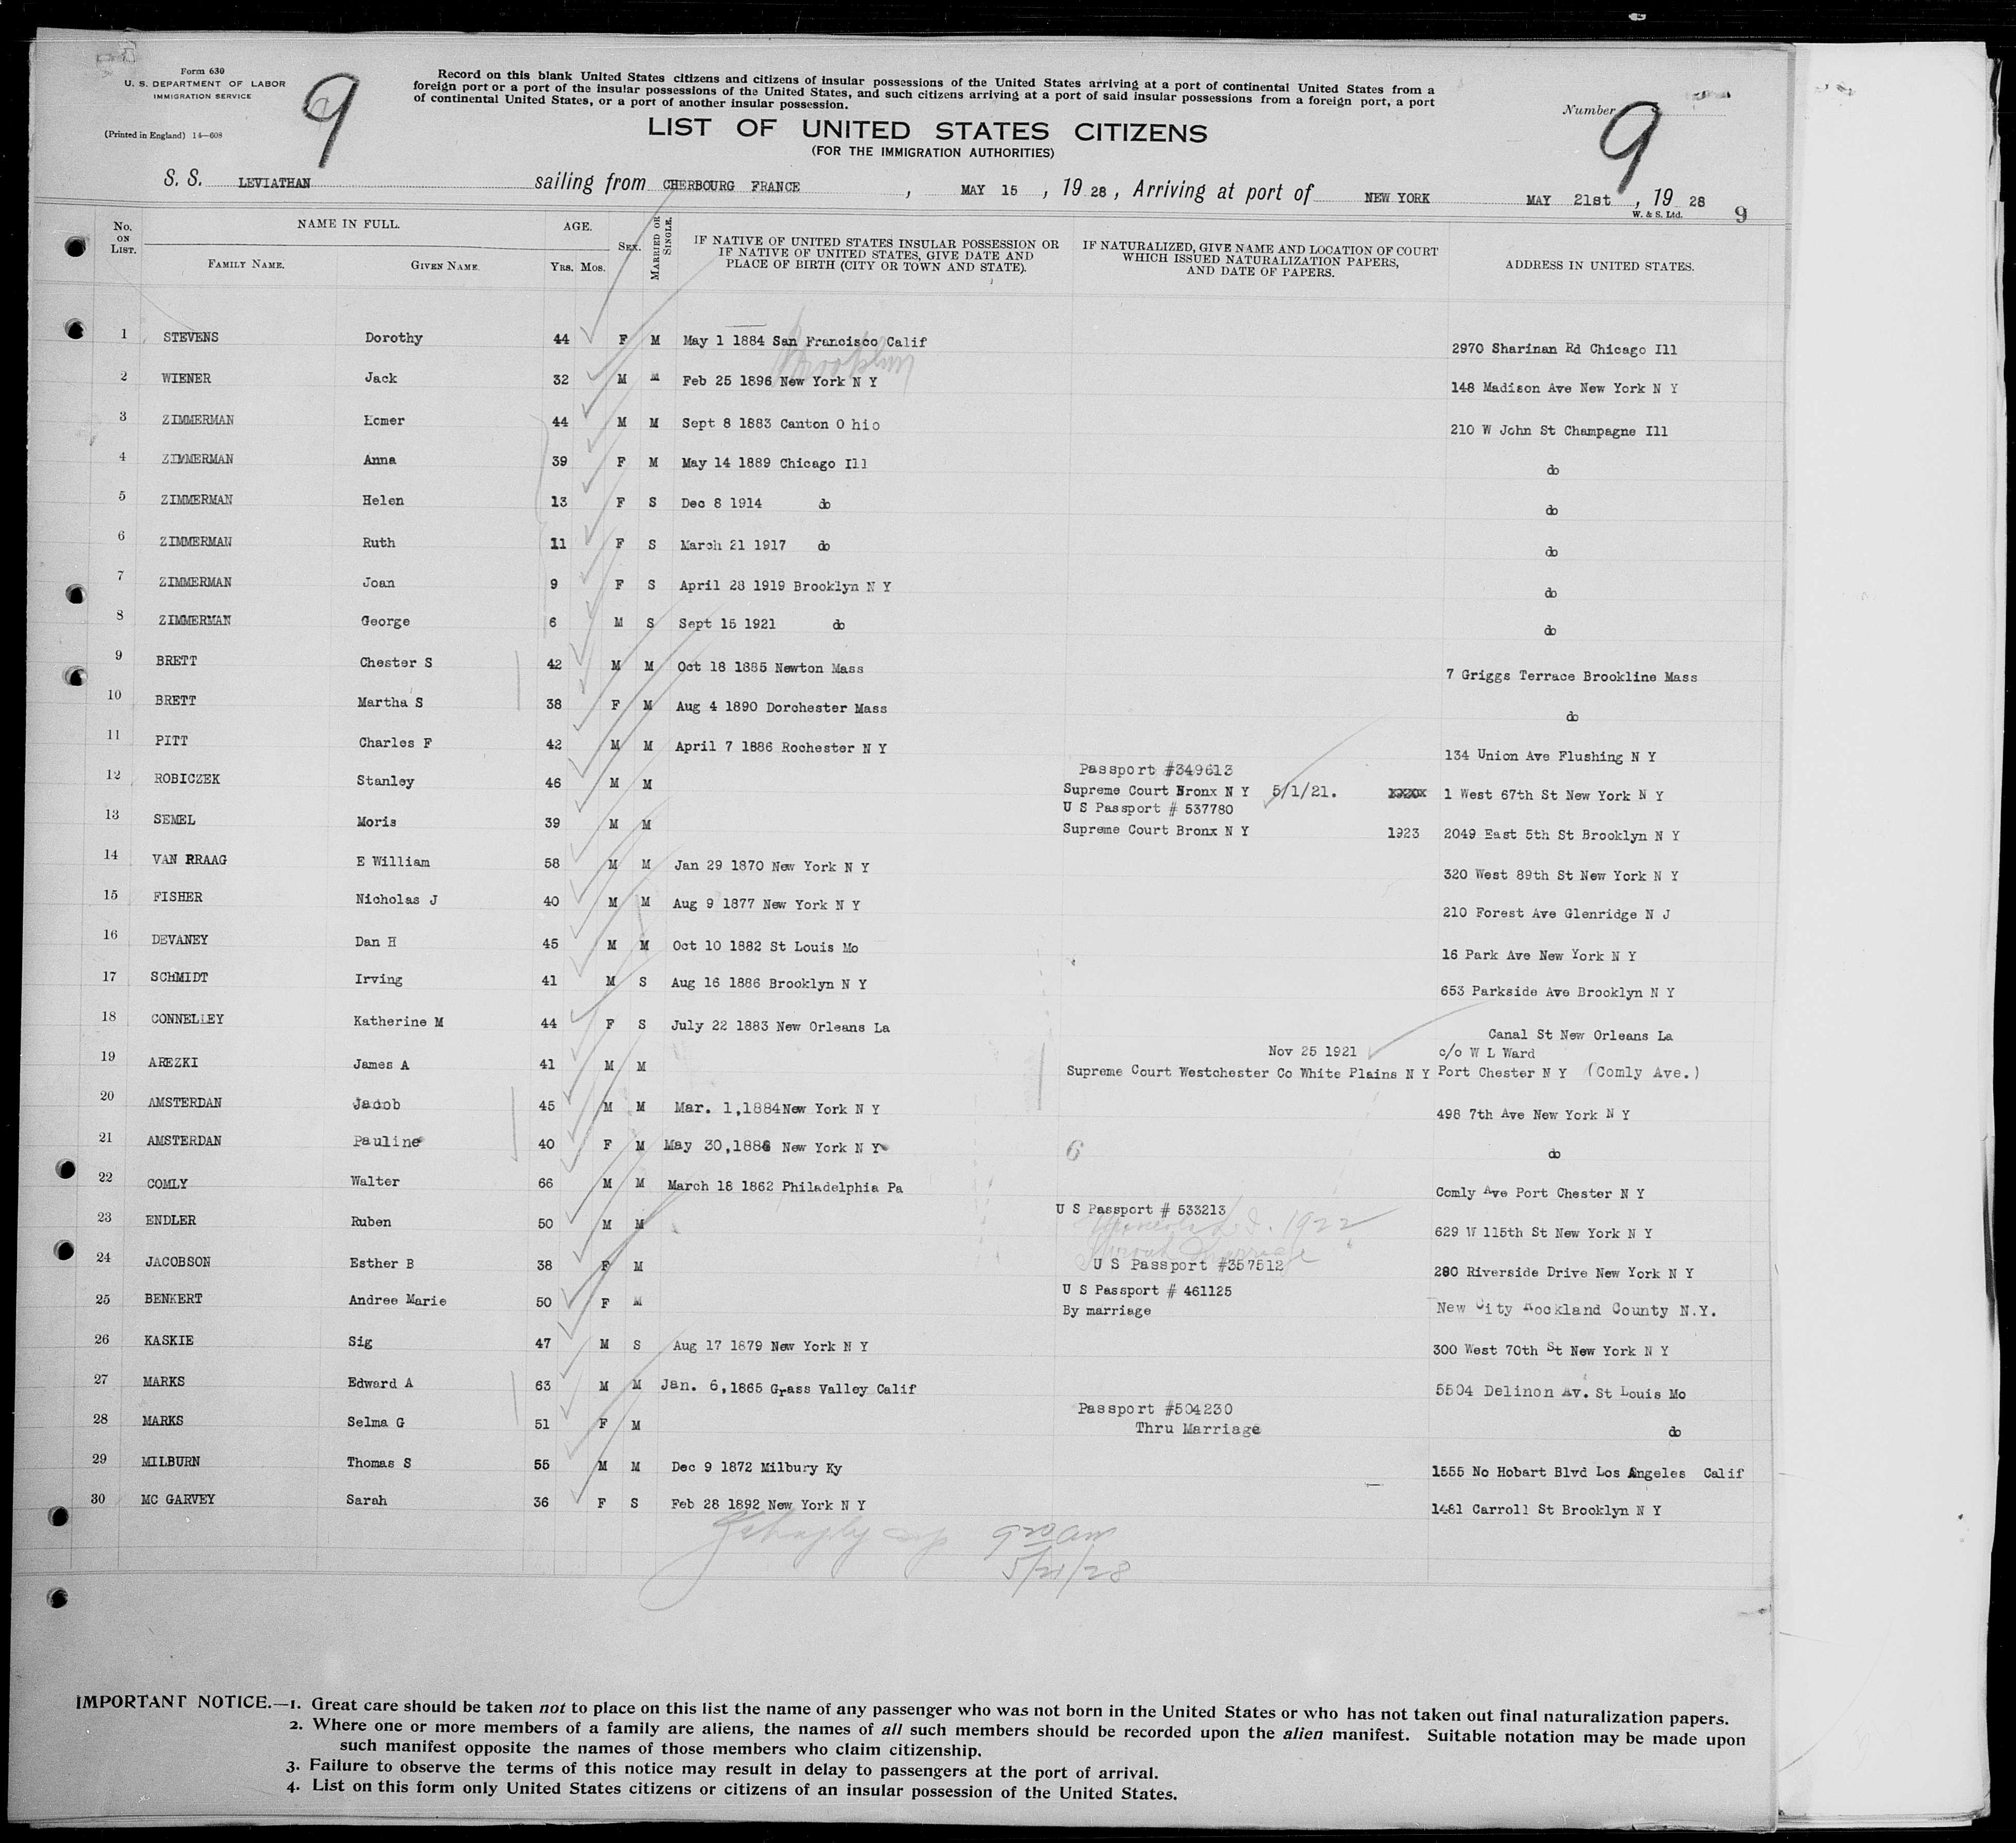 Form 630
U. S. DEPARTMENT OF LABOR
IMMIGRATION SERVICE
(Printed in England) 14—608
9
Record on this blank United States citizens and citizens of insular possessions of the United States arriving at a port of continental United States from a
foreign port or a port of the insular possessions of the United States, and such citizens arriving at a port of said insular possessions from a foreign port, a port
of continental United States, or a port of another insular possession.
Number 9
LIST OF UNITED STATES CITIZENS
(FOR THE IMMIGRATION AUTHORITIES)
S. S. LEVIATHAN sailing from CHERBOURG FRANCE , MAY 15 , 19 28 , Arriving at port of NEW YORK MAY 21st , 19 28
W. & S. Ltd. 9
No. ON LIST. NAME IN FULL. FAMILY NAME. GIVEN NAME. AGE. Yrs. Mos. SEX. MARRIED OR SINGLE. IF NATIVE OF UNITED STATES INSULAR POSSESSION OR IF NATIVE OF UNITED STATES, GIVE DATE AND PLACE OF BIRTH (CITY OR TOWN AND STATE). IF NATURALIZED, GIVE NAME AND LOCATION OF COURT WHICH ISSUED NATURALIZATION PAPERS, AND DATE OF PAPERS. ADDRESS IN UNITED STATES.
1 STEVENS Dorothy 44 F M May 1 1884 San Francisco Calif 2970 Sharinan Rd Chicago Ill
Brooklyn
2 WIENER Jack 32 M M Feb 25 1896 New York N Y 148 Madison Ave New York N Y
3 ZIMMERMAN Homer 44 M M Sept 8 1883 Canton O hio 210 W John St Champagne Ill
4 ZIMMERMAN Anna 39 F M May 14 1889 Chicago Ill do
5 ZIMMERMAN Helen 13 F S Dec 8 1914 do do
6 ZIMMERMAN Ruth 11 F S March 21 1917 do do
7 ZIMMERMAN Joan 9 F S April 28 1919 Brooklyn N Y do
8 ZIMMERMAN George 6 M S Sept 15 1921 do do
9 BRETT Chester S 42 M M Oct 18 1885 Newton Mass 7 Griggs Terrace Brookline Mass
10 BRETT Martha S 38 F M Aug 4 1890 Dorchester Mass do
11 PITT Charles F 42 M M April 7 1886 Rochester N Y 134 Union Ave Flushing N Y
Passport #349613
12 ROBICZEK Stanley 46 M M Supreme Court Bronx N Y 5/1/21. 1 West 67th St New York N Y
U S Passport # 537780
13 SEMEL Moris 39 M M Supreme Court Bronx N Y 1923 2049 East 5th St Brooklyn N Y
14 VAN RRAAG E William 58 M M Jan 29 1870 New York N Y 320 West 89th St New York N Y
15 FISHER Nicholas J 40 M M Aug 9 1877 New York N Y 210 Forest Ave Glenridge N J
16 DEVANEY Dan H 45 M M Oct 10 1882 St Louis Mo 16 Park Ave New York N Y
17 SCHMIDT Irving 41 M S Aug 16 1886 Brooklyn N Y 653 Parkside Ave Brooklyn N Y
18 CONNELLEY Katherine M 44 F S July 22 1883 New Orleans La Canal St New Orleans La
Nov 25 1921 c/o W L Ward
19 AREZKI James A 41 M M Supreme Court Westchester Co White Plains N Y Port Chester N Y (Comly Ave.)
20 AMSTERDAN Jacob 45 M M Mar. 1,1884 New York N Y 498 7th Ave New York N Y
21 AMSTERDAN Pauline 40 F M May 30,1886 New York N Y 6 do
22 COMLY Walter 66 M M March 18 1862 Philadelphia Pa Comly Ave Port Chester N Y
U S Passport # 533213
23 ENDLER Ruben 50 M M 1922 629 W 115th St New York N Y
24 JACOBSON Esther B 38 F M U S Passport #357512 280 Riverside Drive New York N Y
U S Passport # 461125
25 BENKERT Andree Marie 50 F M By marriage New City Rockland County N.Y.
26 KASKIE Sig 47 M S Aug 17 1879 New York N Y 300 West 70th St New York N Y
27 MARKS Edward A 63 M M Jan. 6,1865 Grass Valley Calif 5504 Delinon Av. St Louis Mo
Passport #504230
28 MARKS Selma G 51 F M Thru Marriage do
29 MILBURN Thomas S 55 M M Dec 9 1872 Milbury Ky 1555 No Hobart Blvd Los Angeles Calif
30 MC GARVEY Sarah 36 F S Feb 28 1892 New York N Y 1481 Carroll St Brooklyn N Y
9 20 AM
5/21/28
IMPORTANT NOTICE.—1. Great care should be taken not to place on this list the name of any passenger who was not born in the United States or who has not taken out final naturalization papers.
2. Where one or more members of a family are aliens, the names of all such members should be recorded upon the alien manifest. Suitable notation may be made upon
such manifest opposite the names of those members who claim citizenship.
3. Failure to observe the terms of this notice may result in delay to passengers at the port of arrival.
4. List on this form only United States citizens or citizens of an insular possession of the United States.